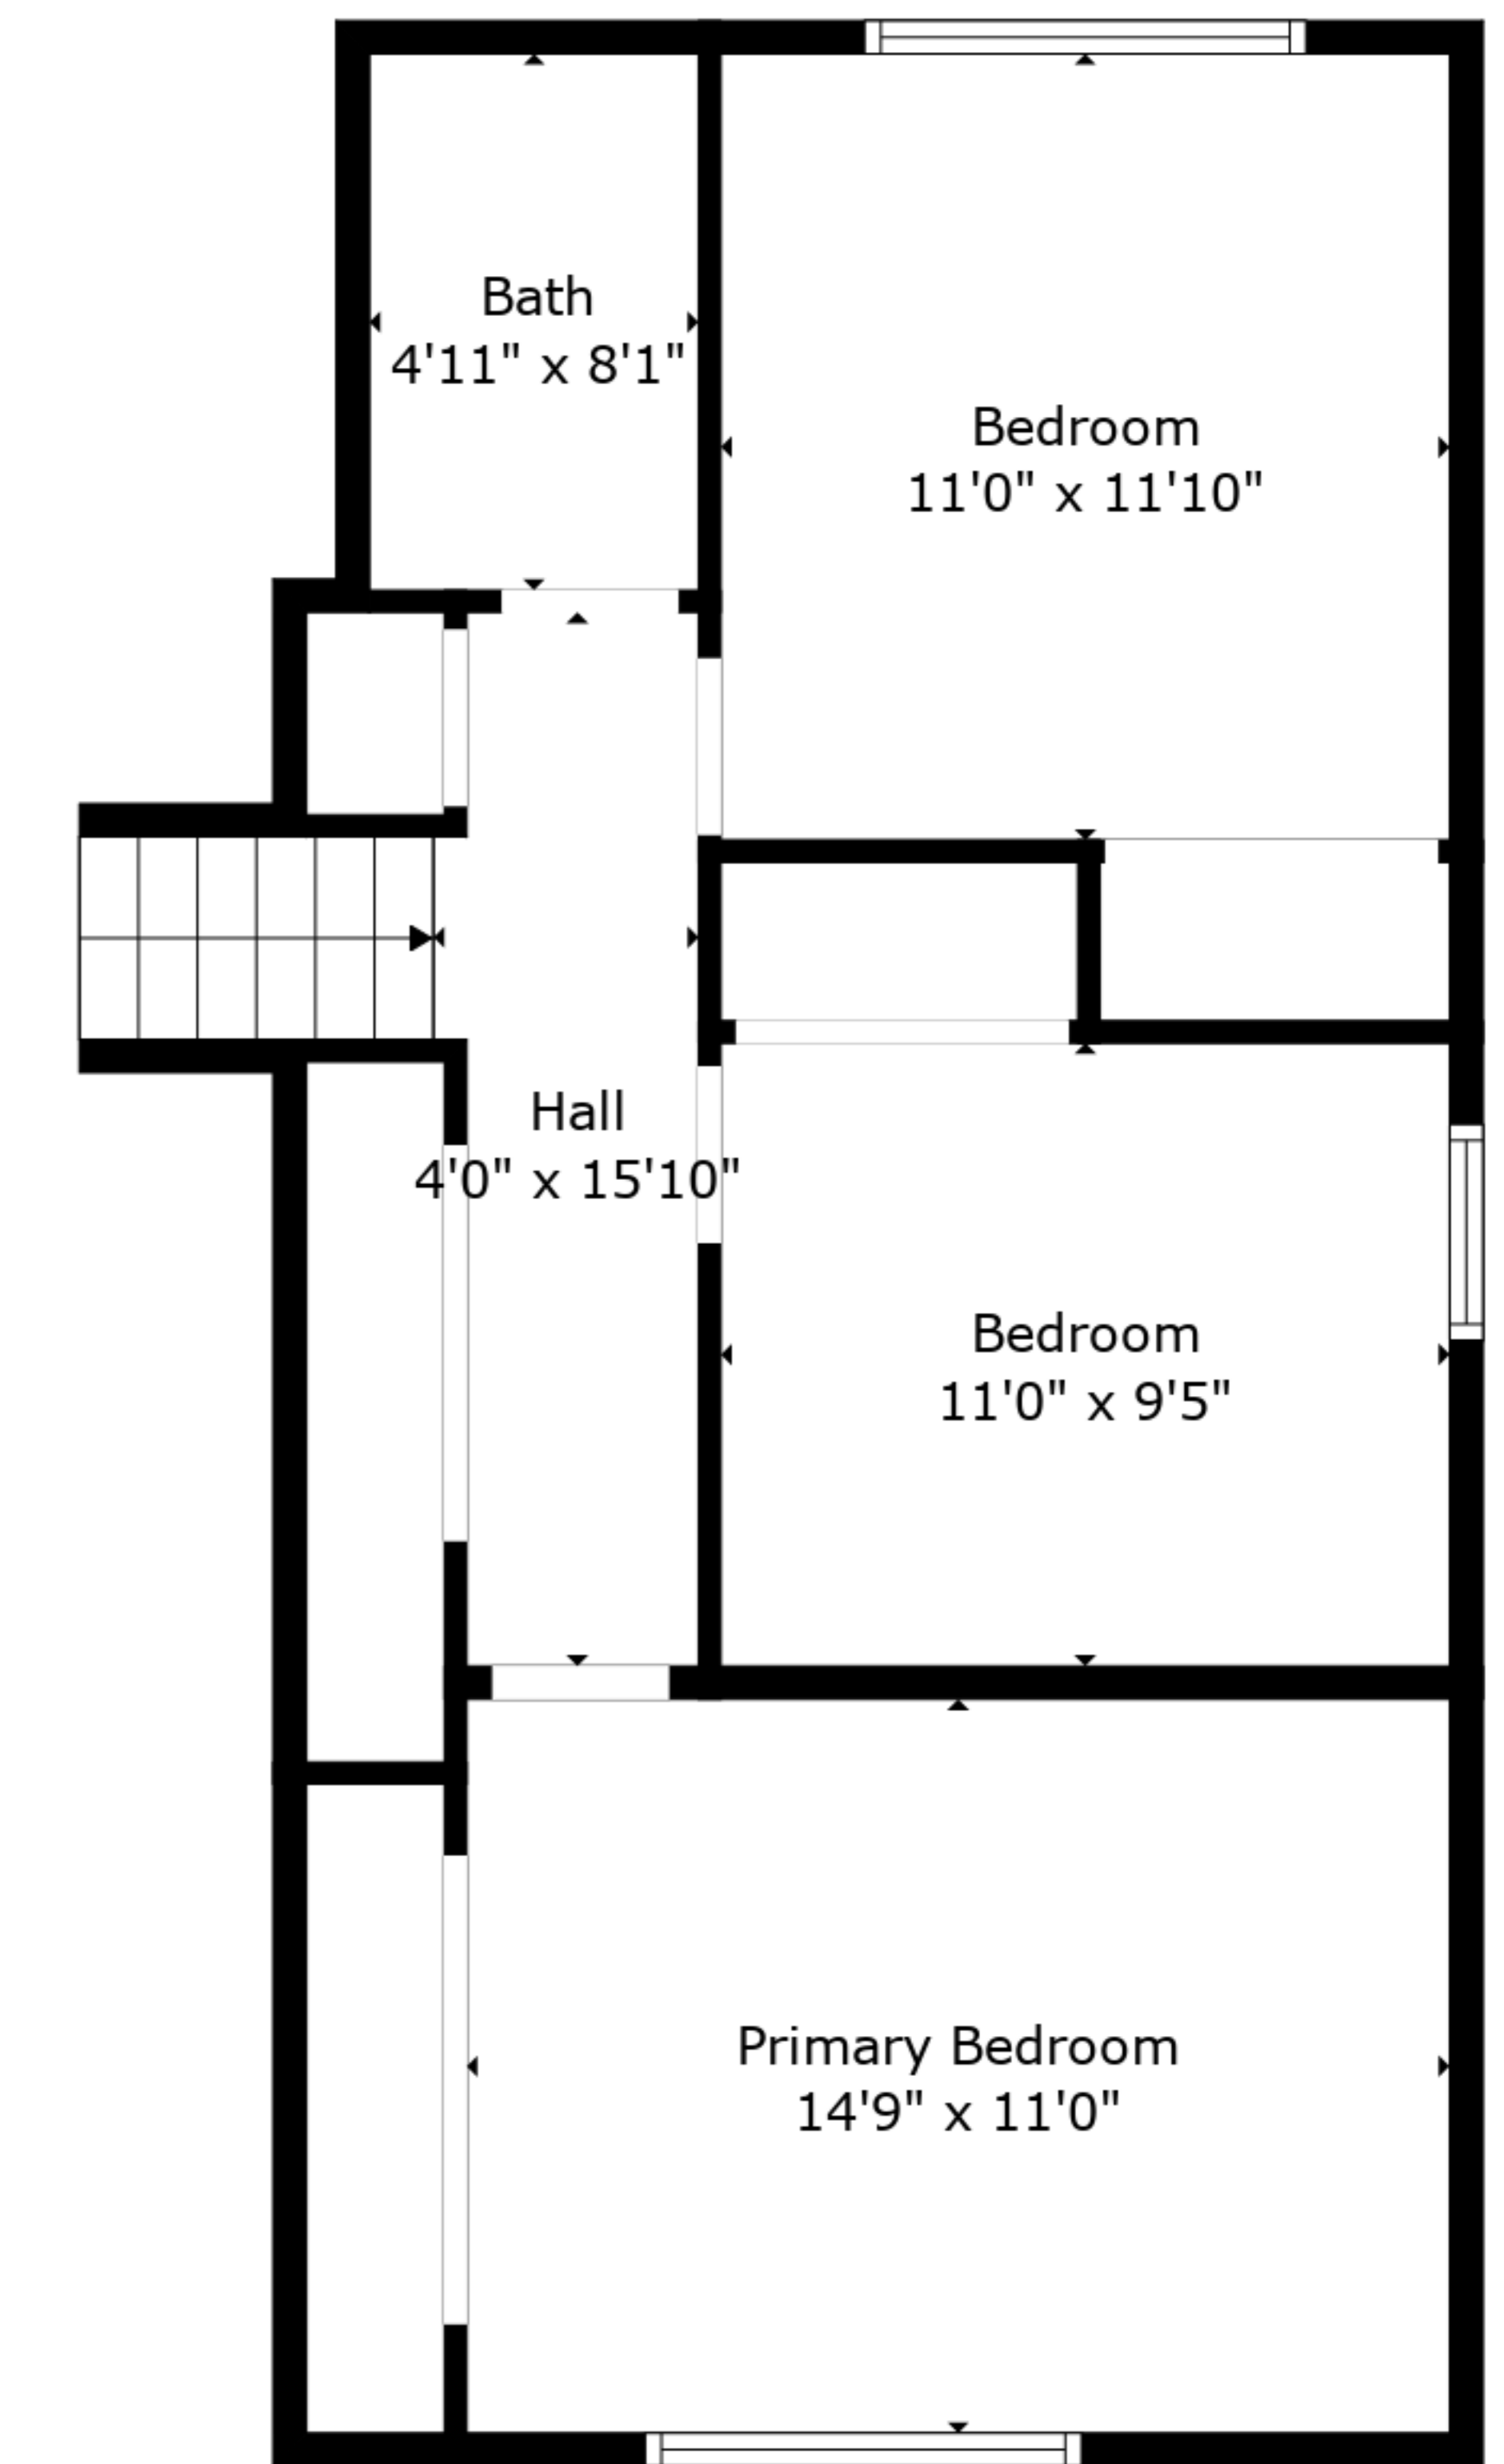 Bath
4'11" x 8'1"
Bedroom
11'0" x 11'10"
Hall
4'0" x 15'10"
Bedroom
11'0" x 9'5"
Primary Bedroom
14'9" x 11'0"